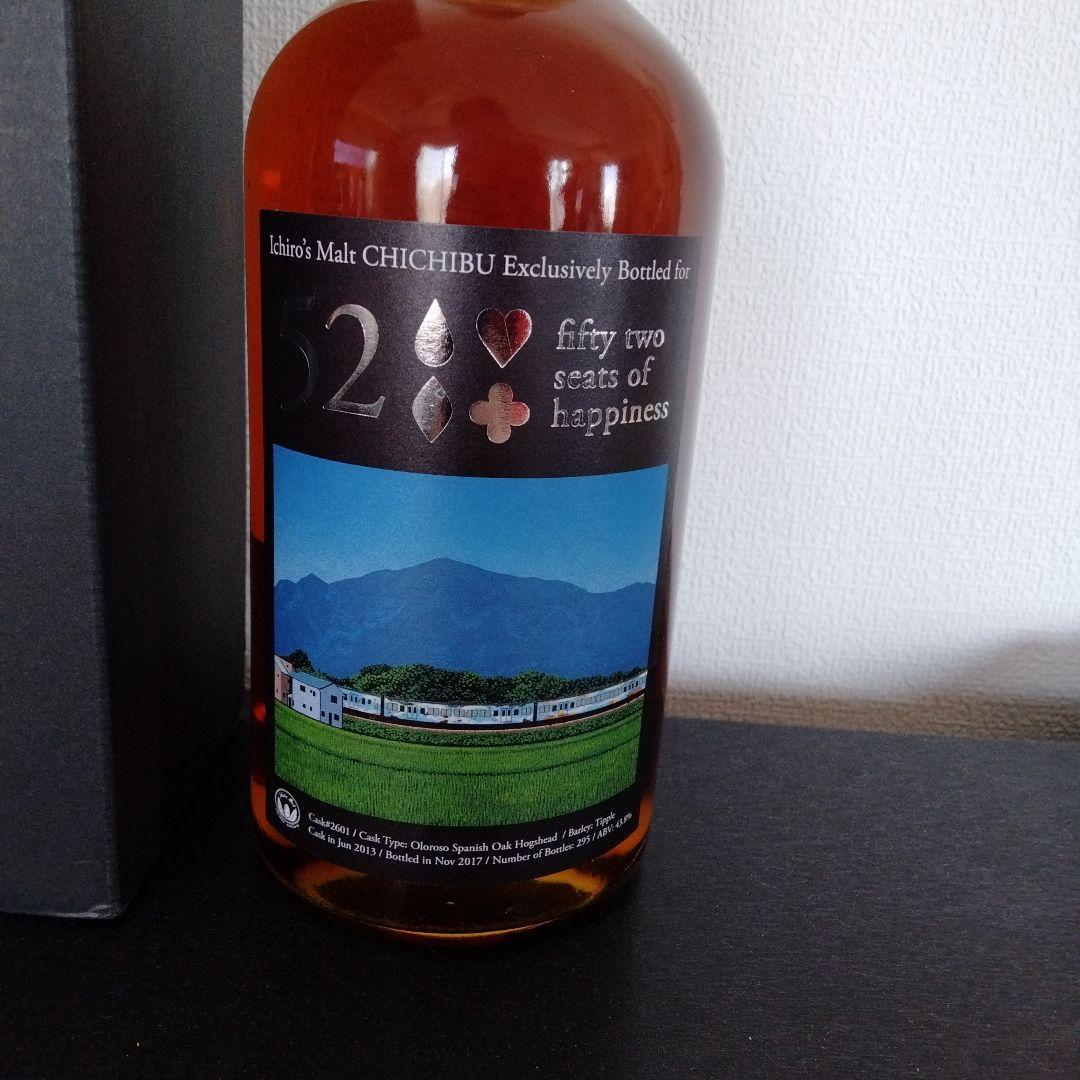 Ichiro's Malt CHICHIBU Exclusively Bottled for
52
fifty two
seats of
happiness
Cask#2601 / Cask Type: Oloroso Spanish Oak Hogshead / Barley: Tipple
Cask in Jun 2013 / Bottled in Nov 2017 / Number of Bottles: 295 / ABV: 43.8%